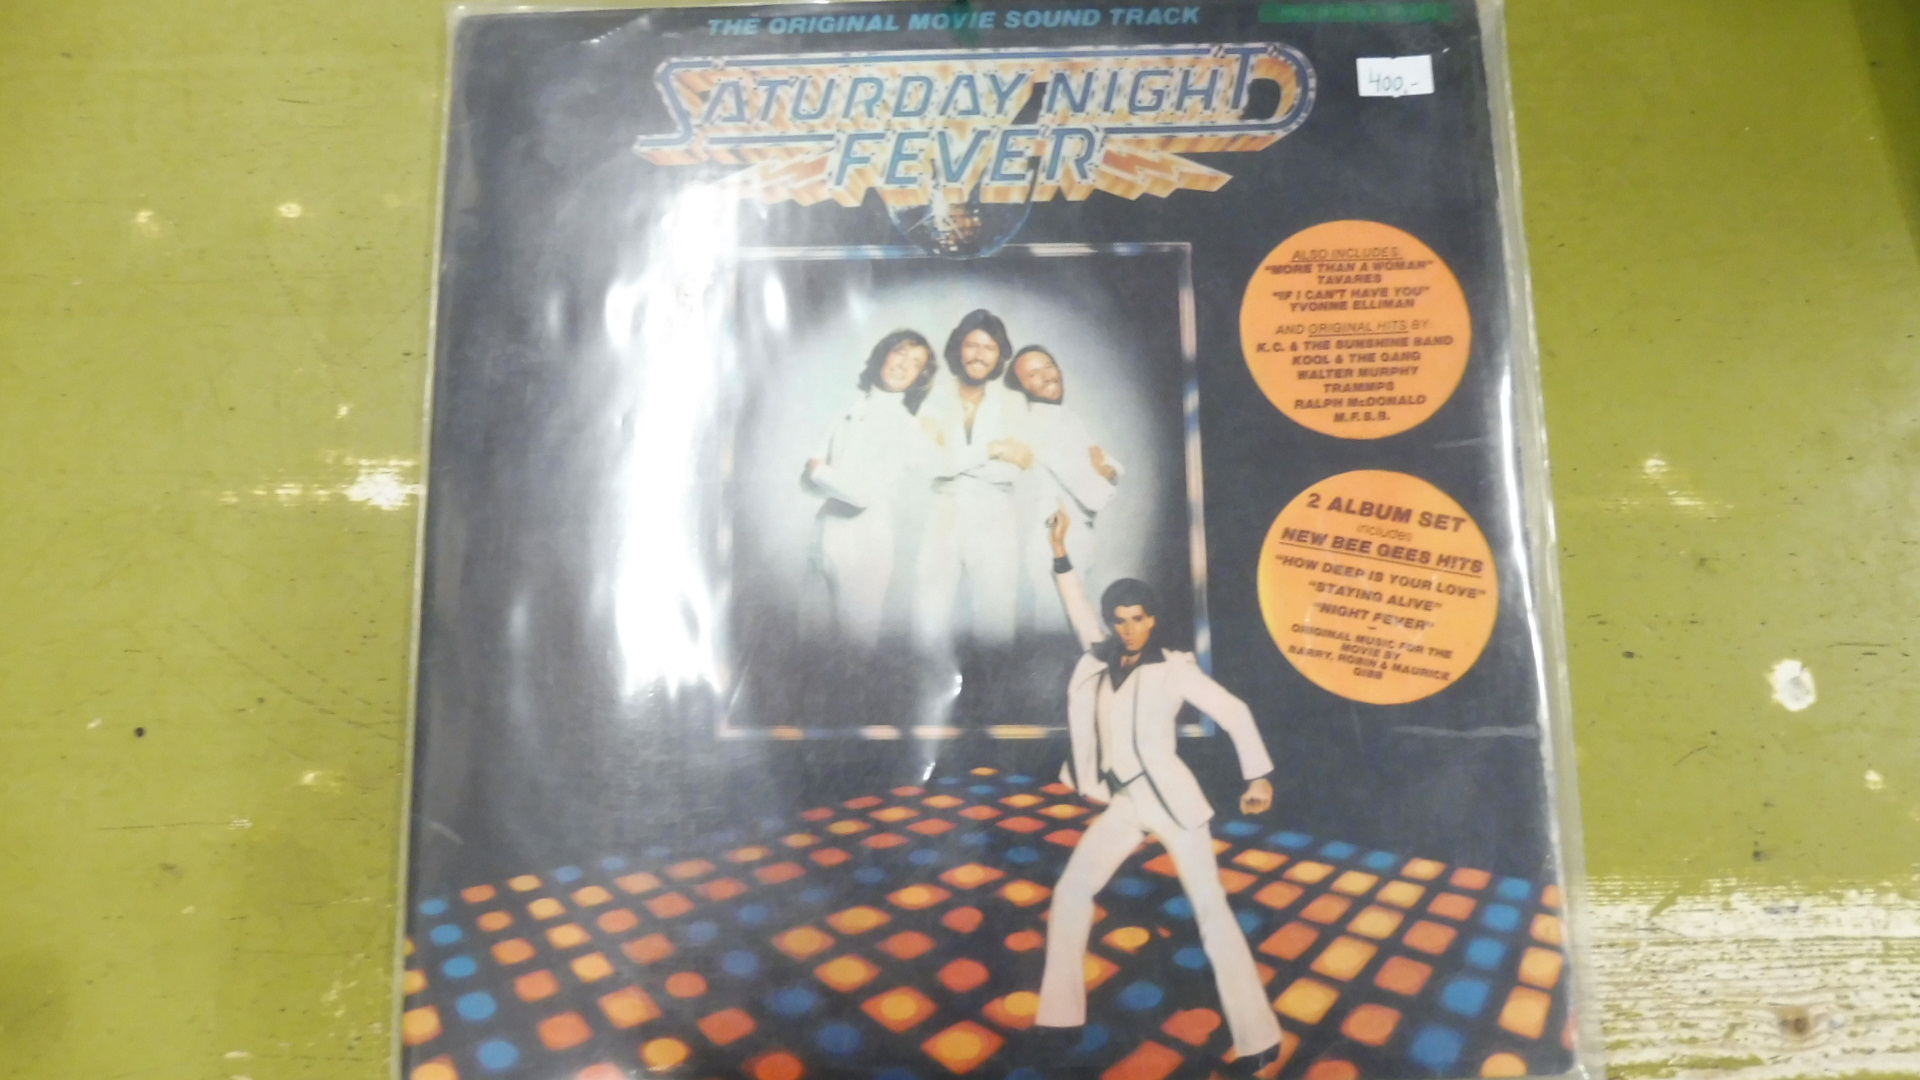 THE ORIGINAL MOVIE SOUND TRACK
SATURDAY NIGHT
FEVER
400,-
ALSO INCLUDES:
"MORE THAN A WOMAN"
TAVARES
"IF I CAN'T HAVE YOU"
YVONNE ELLIMAN
AND ORIGINAL HITS BY:
K.C. & THE SUNSHINE BAND
KOOL & THE GANG
WALTER MURPHY
TRAMMPS
RALPH McDONALD
M.F.S.B.
2 ALBUM SET
includes
NEW BEE GEES HITS
"HOW DEEP IS YOUR LOVE"
"STAYING ALIVE"
"NIGHT FEVER"
–
ORIGINAL MUSIC FOR THE
MOVIE BY
BARRY, ROBIN & MAURICE
GIBB